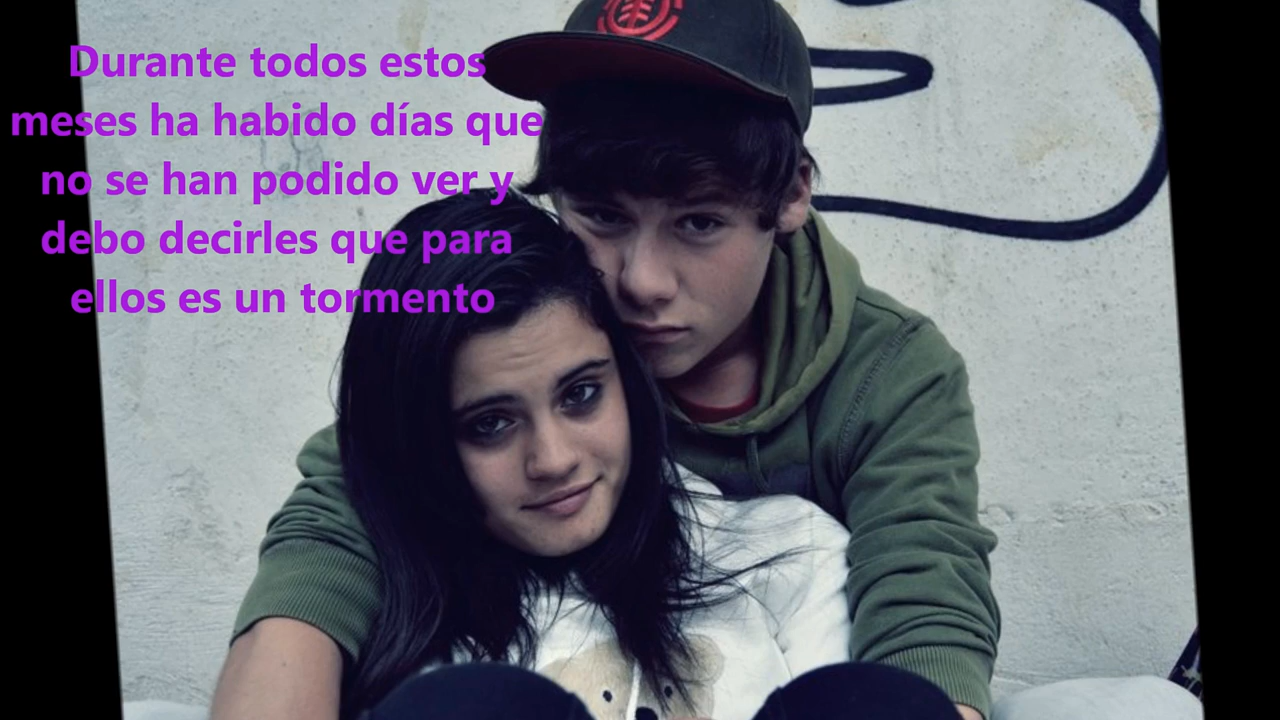 Durante todos estos
meses ha habido días que
no se han podido ver y
debo decirles que para
ellos es un tormento